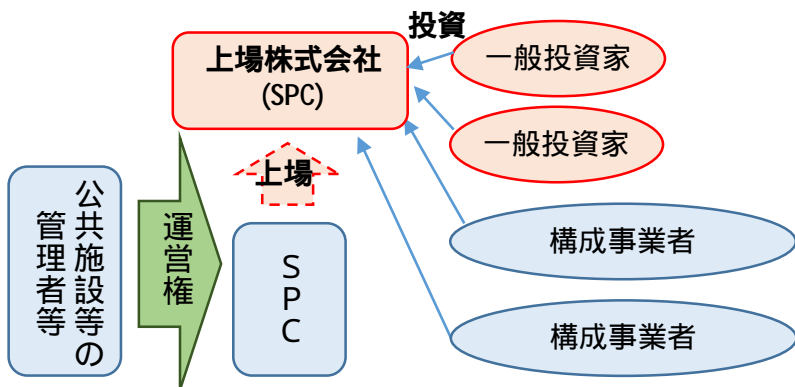 投資
上場株式会社
(SPC)
一般投資家
一般投資家
上場
公共施設等の
管理者等
運営権
SPC
構成事業者
構成事業者